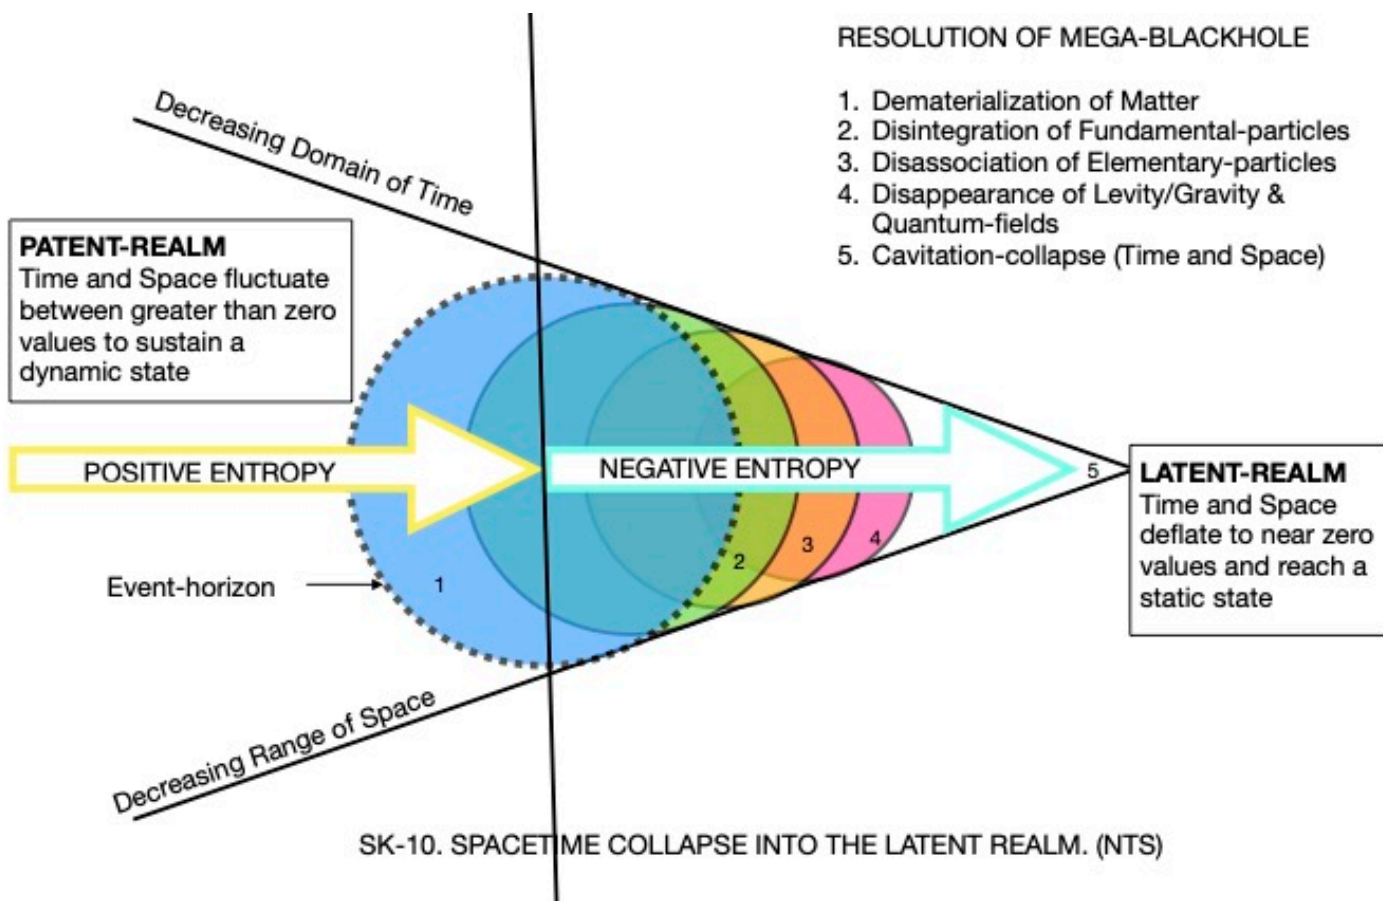 RESOLUTION OF MEGA-BLACKHOLE
1. Dematerialization of Matter
2. Disintegration of Fundamental-particles
3. Disassociation of Elementary-particles
4. Disappearance of Levity/Gravity &
Quantum-fields
5. Cavitation-collapse (Time and Space)
Decreasing Domain of Time
PATENT-REALM
Time and Space fluctuate
between greater than zero
values to sustain a
dynamic state
POSITIVE ENTROPY
NEGATIVE ENTROPY
5
LATENT-REALM
Time and Space
deflate to near zero
values and reach a
static state
Event-horizon
1
2
3
4
Decreasing Range of Space
SK-10. SPACETIME COLLAPSE INTO THE LATENT REALM. (NTS)